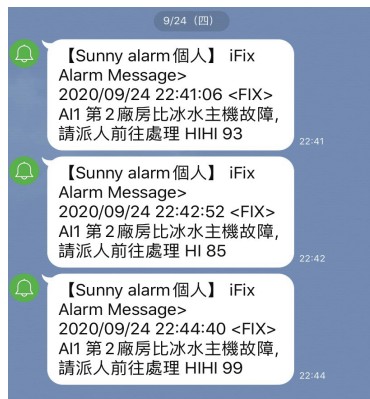 9/24（四）
【Sunny alarm個人】 iFix
Alarm Message>
2020/09/24 22:41:06 <FIX>
AI1 第2廠房比冰水主機故障,
請派人前往處理 HIHI 93
22:41
【Sunny alarm個人】 iFix
Alarm Message>
2020/09/24 22:42:52 <FIX>
AI1 第2廠房比冰水主機故障,
請派人前往處理 HI 85
22:42
【Sunny alarm個人】 iFix
Alarm Message>
2020/09/24 22:44:40 <FIX>
AI1 第2廠房比冰水主機故障,
請派人前往處理 HIHI 99
22:44